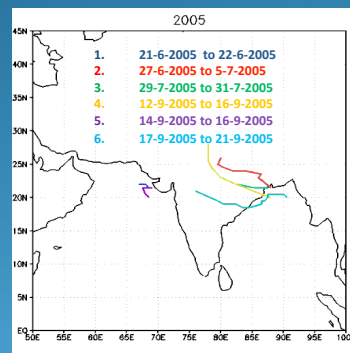 2005
45N
1. 21-6-2005 to 22-6-2005
2. 27-6-2005 to 5-7-2005
40N
3. 29-7-2005 to 31-7-2005
35N
4. 12-9-2005 to 16-9-2005
5. 14-9-2005 to 16-9-2005
30N
6. 17-9-2005 to 21-9-2005
25N
20N
15N
10N
5N
EQ
50E 55E 60E 65E 70E 75E 80E 85E 90E 95E 100